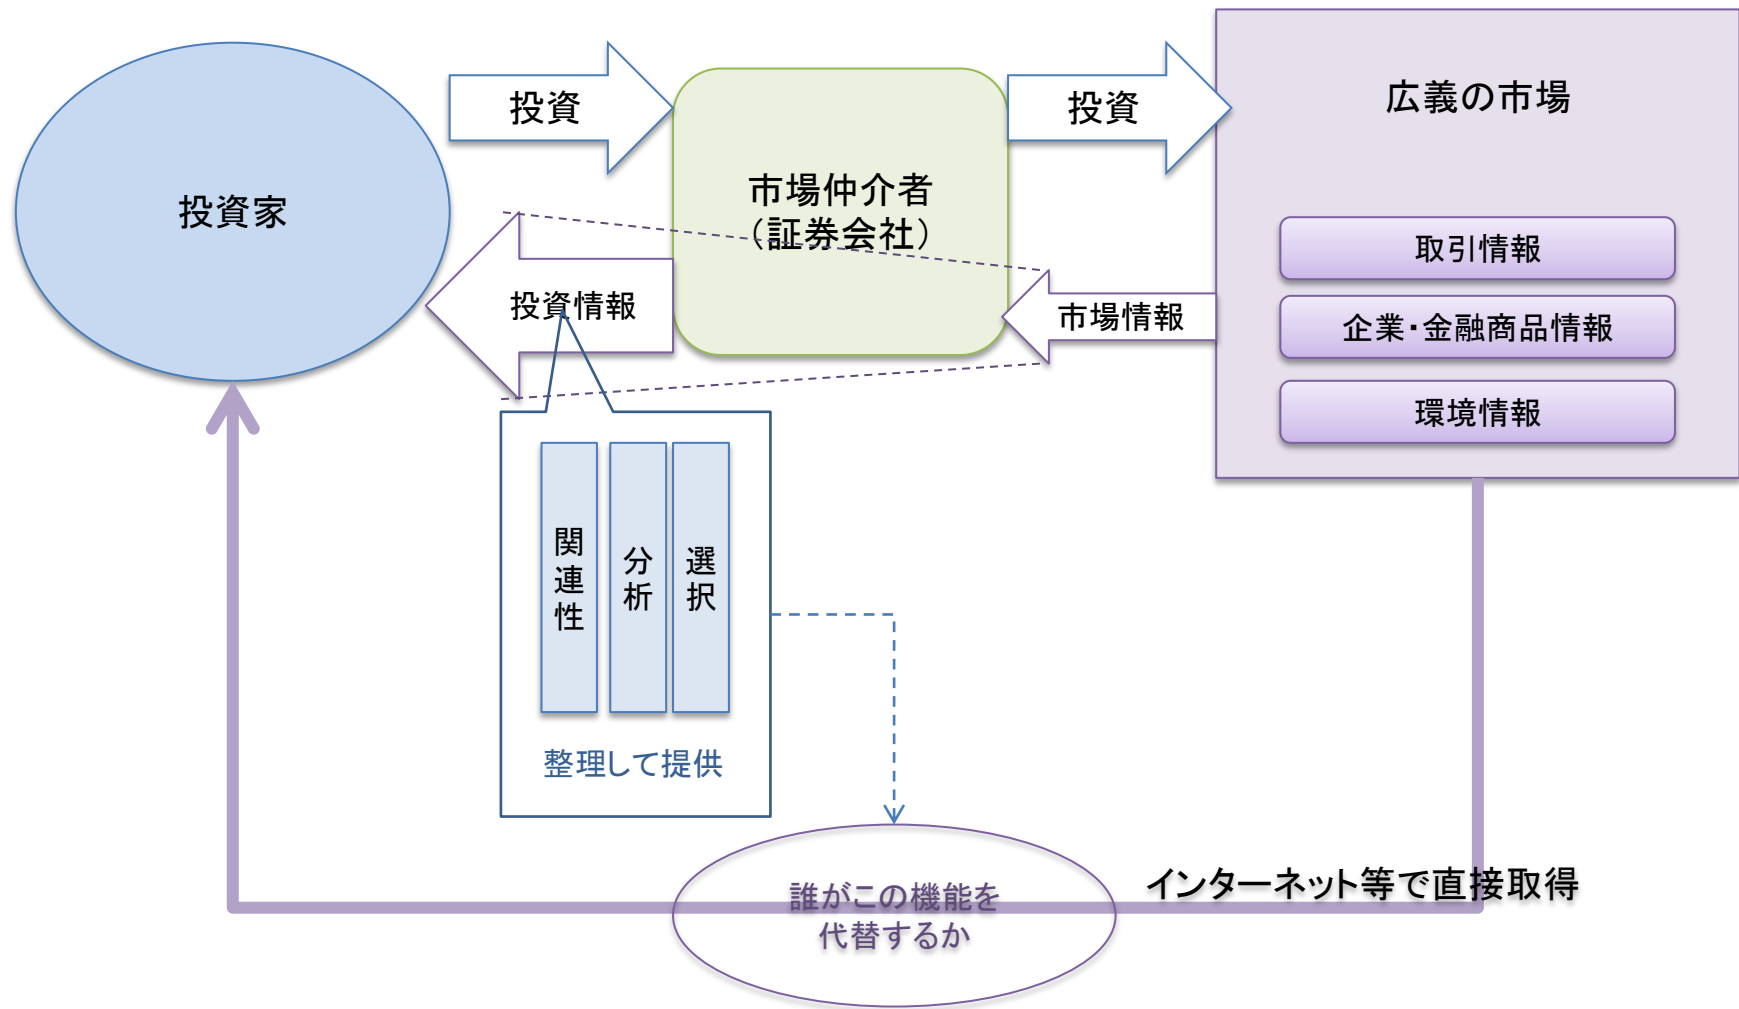 投資
投資
広義の市場
投資家
市場仲介者
（証券会社）
取引情報
投資情報
市場情報
企業・金融商品情報
環境情報
関連性
分析
選択
整理して提供
インターネット等で直接取得
誰がこの機能を
代替するか